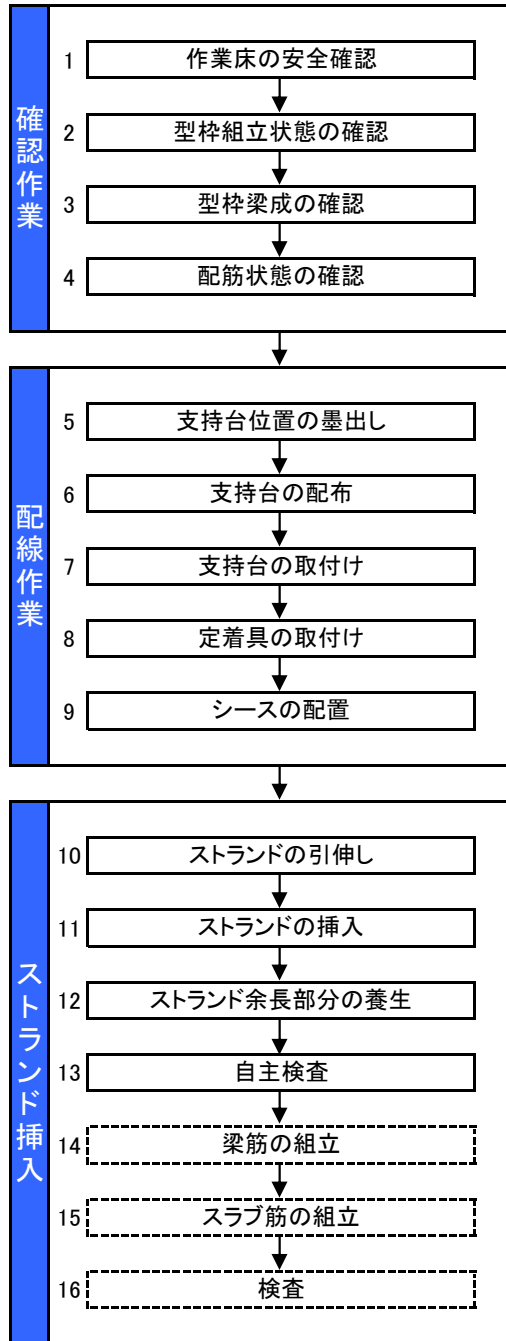 確認作業
1 作業床の安全確認
2 型枠組立状態の確認
3 型枠梁成の確認
4 配筋状態の確認
配線作業
5 支持台位置の墨出し
6 支持台の配布
7 支持台の取付け
8 定着具の取付け
9 シースの配置
ストランド挿入
10 ストランドの引伸し
11 ストランドの挿入
12 ストランド余長部分の養生
13 自主検査
14 梁筋の組立
15 スラブ筋の組立
16 検査